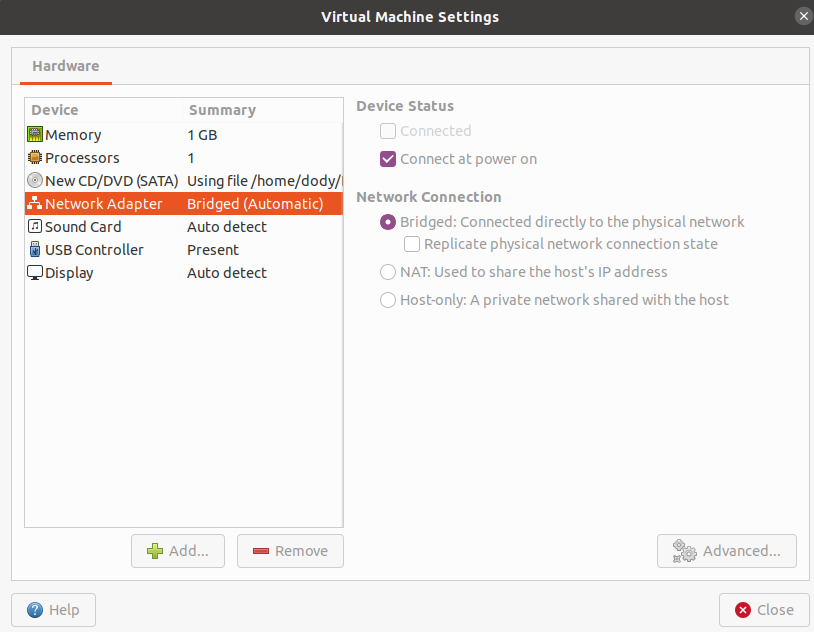 Virtual Machine Settings
Hardware
Device Summary
Memory 1 GB
Processors 1
New CD/DVD (SATA) Using file /home/dody/
Network Adapter Bridged (Automatic)
Sound Card Auto detect
USB Controller Present
Display Auto detect
Add...
Remove
Device Status
Connected
Connect at power on
Network Connection
Bridged: Connected directly to the physical network
Replicate physical network connection state
NAT: Used to share the host's IP address
Host-only: A private network shared with the host
Advanced...
Help
Close